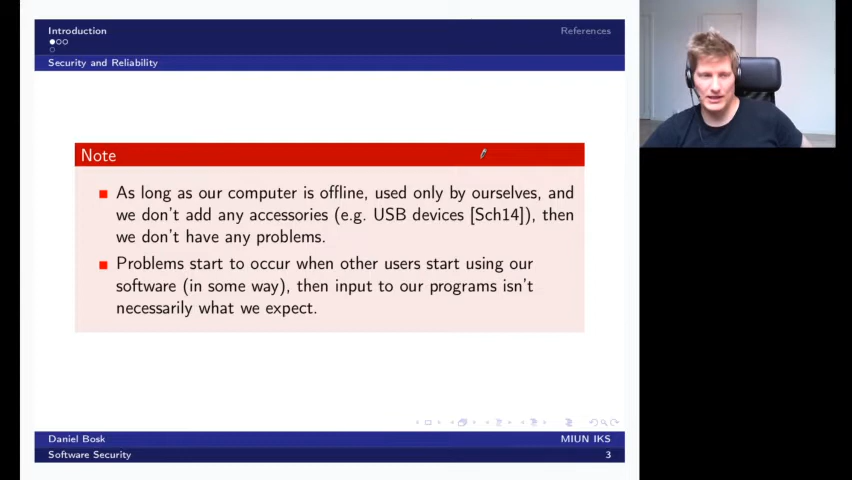 Introduction
References
Security and Reliability
Note
As long as our computer is offline, used only by ourselves, and
we don't add any accessories (e.g. USB devices [Sch14]), then
we don't have any problems.
Problems start to occur when other users start using our
software (in some way), then input to our programs isn't
necessarily what we expect.
Daniel Bosk
MIUN IKS
Software Security
3